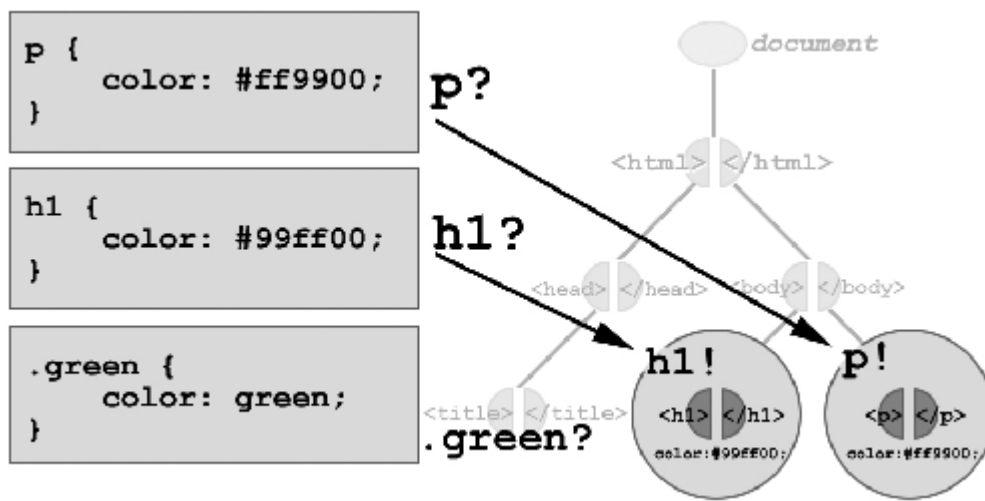 p {
color: #ff9900;
}
p?
h1 {
color: #99ff00;
}
h1?
.green {
color: green;
}
.green?
document
<html> </html>
<head> </head>
<body> </body>
<title> </title>
h1!
<h1> </h1>
color:#99ff00;
p!
<p> </p>
color:#ff9900;